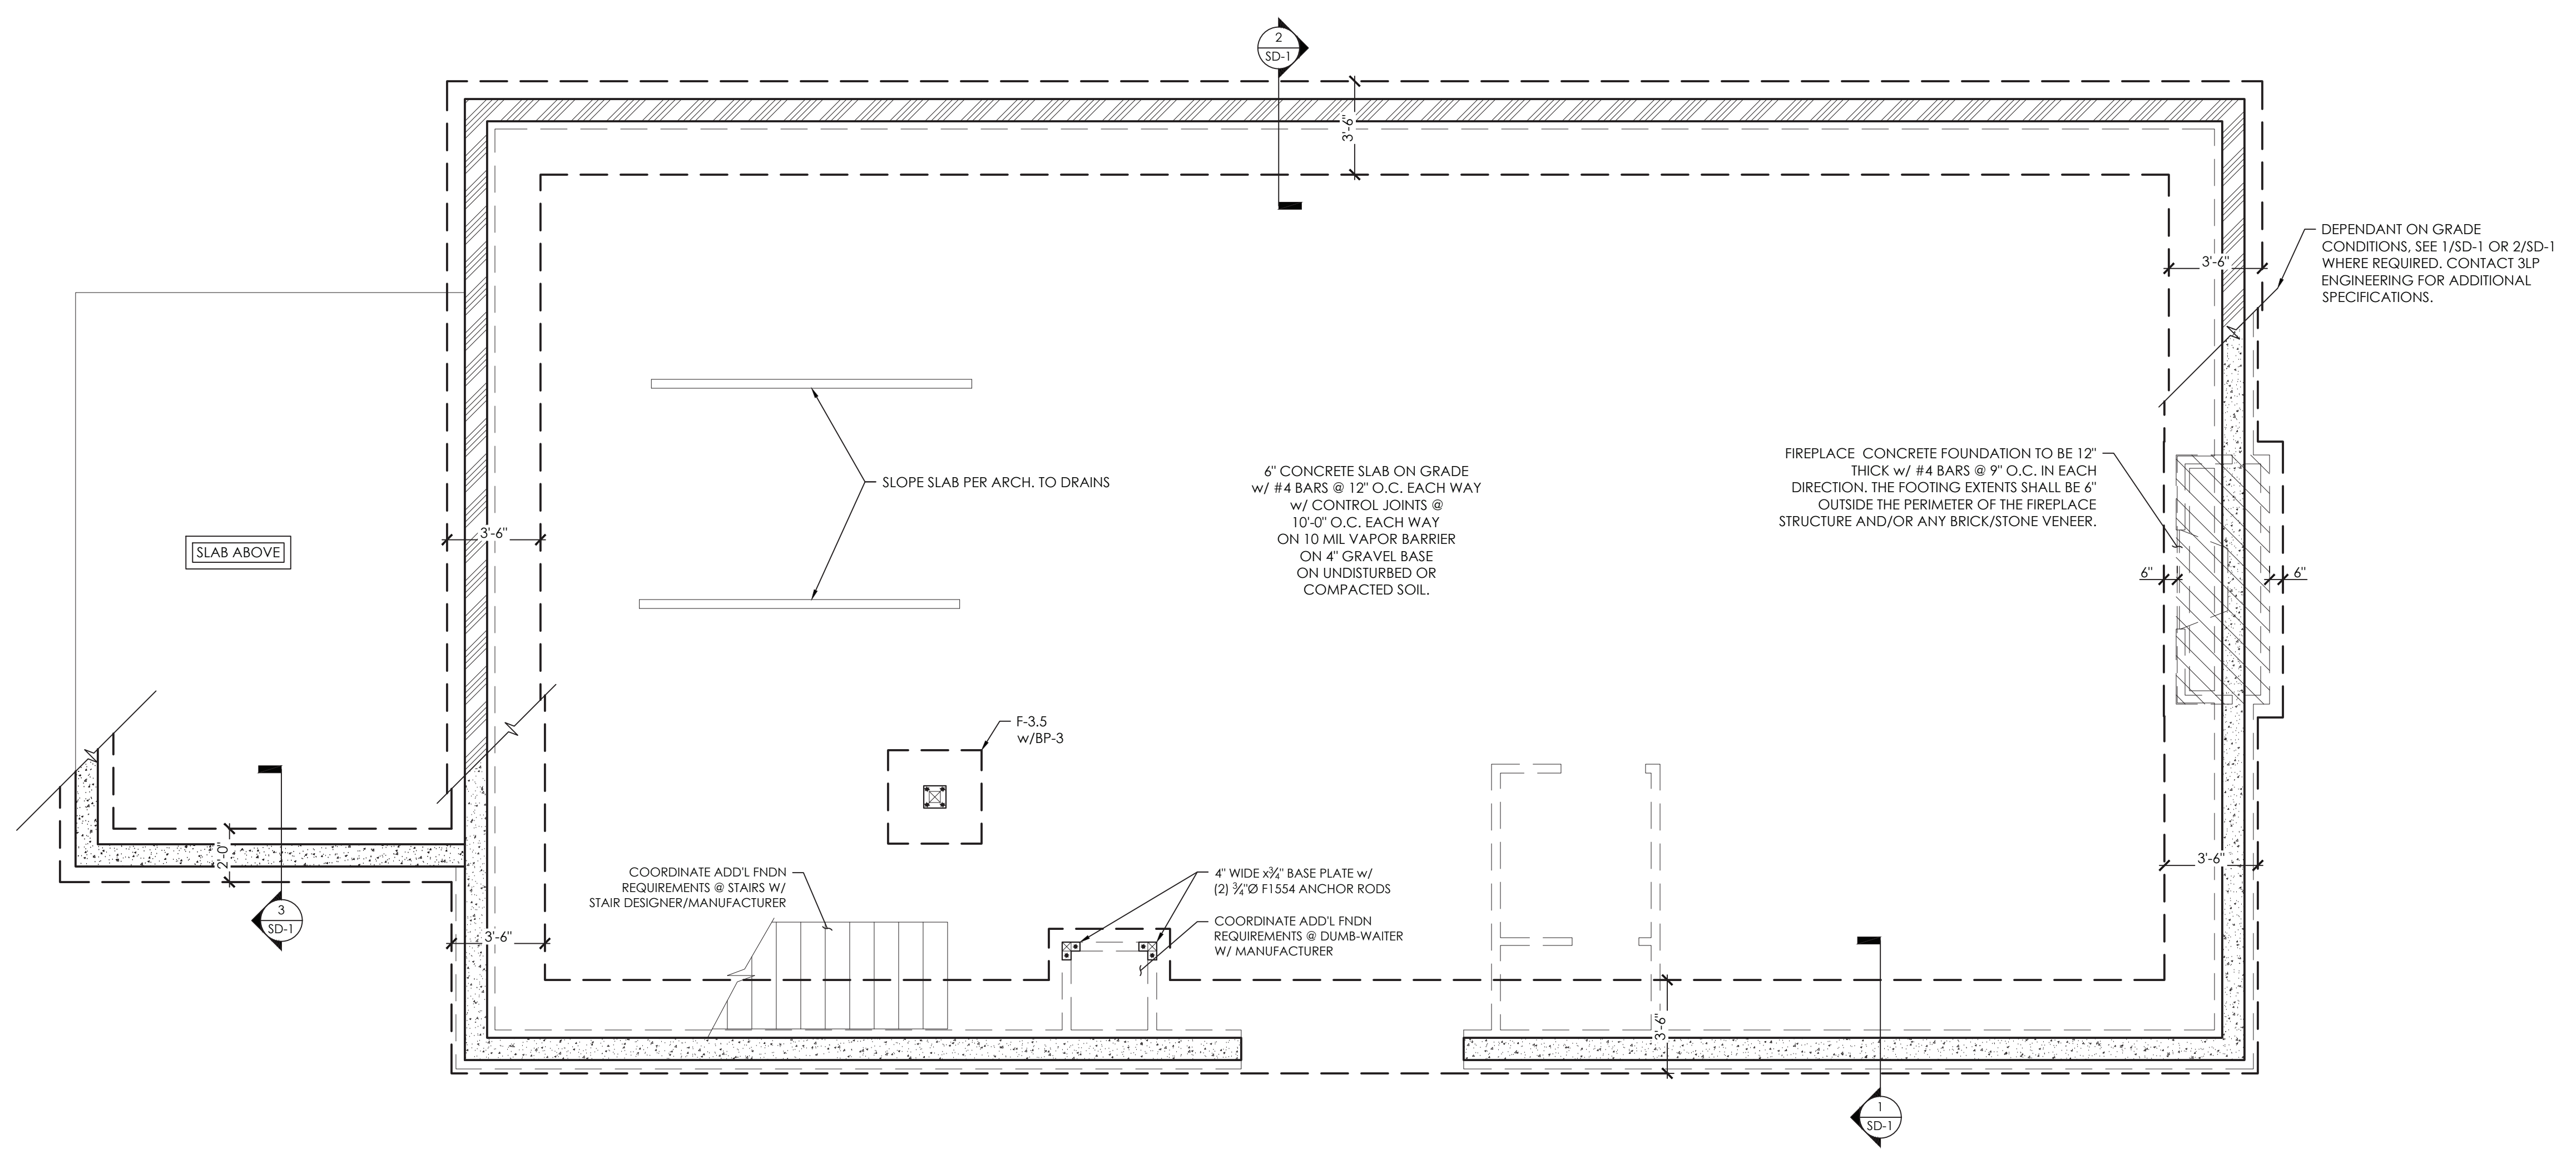 2
SD-1
3'-6"
DEPENDANT ON GRADE
CONDITIONS, SEE 1/SD-1 OR 2/SD-1
WHERE REQUIRED. CONTACT 3LP
ENGINEERING FOR ADDITIONAL
SPECIFICATIONS.
3'-6"
FIREPLACE CONCRETE FOUNDATION TO BE 12"
THICK w/ #4 BARS @ 9" O.C. IN EACH
DIRECTION. THE FOOTING EXTENTS SHALL BE 6"
OUTSIDE THE PERIMETER OF THE FIREPLACE
STRUCTURE AND/OR ANY BRICK/STONE VENEER.
6" CONCRETE SLAB ON GRADE
w/ #4 BARS @ 12" O.C. EACH WAY
w/ CONTROL JOINTS @
10'-0" O.C. EACH WAY
ON 10 MIL VAPOR BARRIER
ON 4" GRAVEL BASE
ON UNDISTURBED OR
COMPACTED SOIL.
SLOPE SLAB PER ARCH. TO DRAINS
3'-6"
SLAB ABOVE
6"
6"
F-3.5
w/BP-3
2'-0"
3
SD-1
3'-6"
COORDINATE ADD'L FNDN
REQUIREMENTS @ STAIRS W/
STAIR DESIGNER/MANUFACTURER
4" WIDE x¾" BASE PLATE w/
(2) ¾"Ø F1554 ANCHOR RODS
COORDINATE ADD'L FNDN
REQUIREMENTS @ DUMB-WAITER
W/ MANUFACTURER
3'-6"
3'-6"
1
SD-1